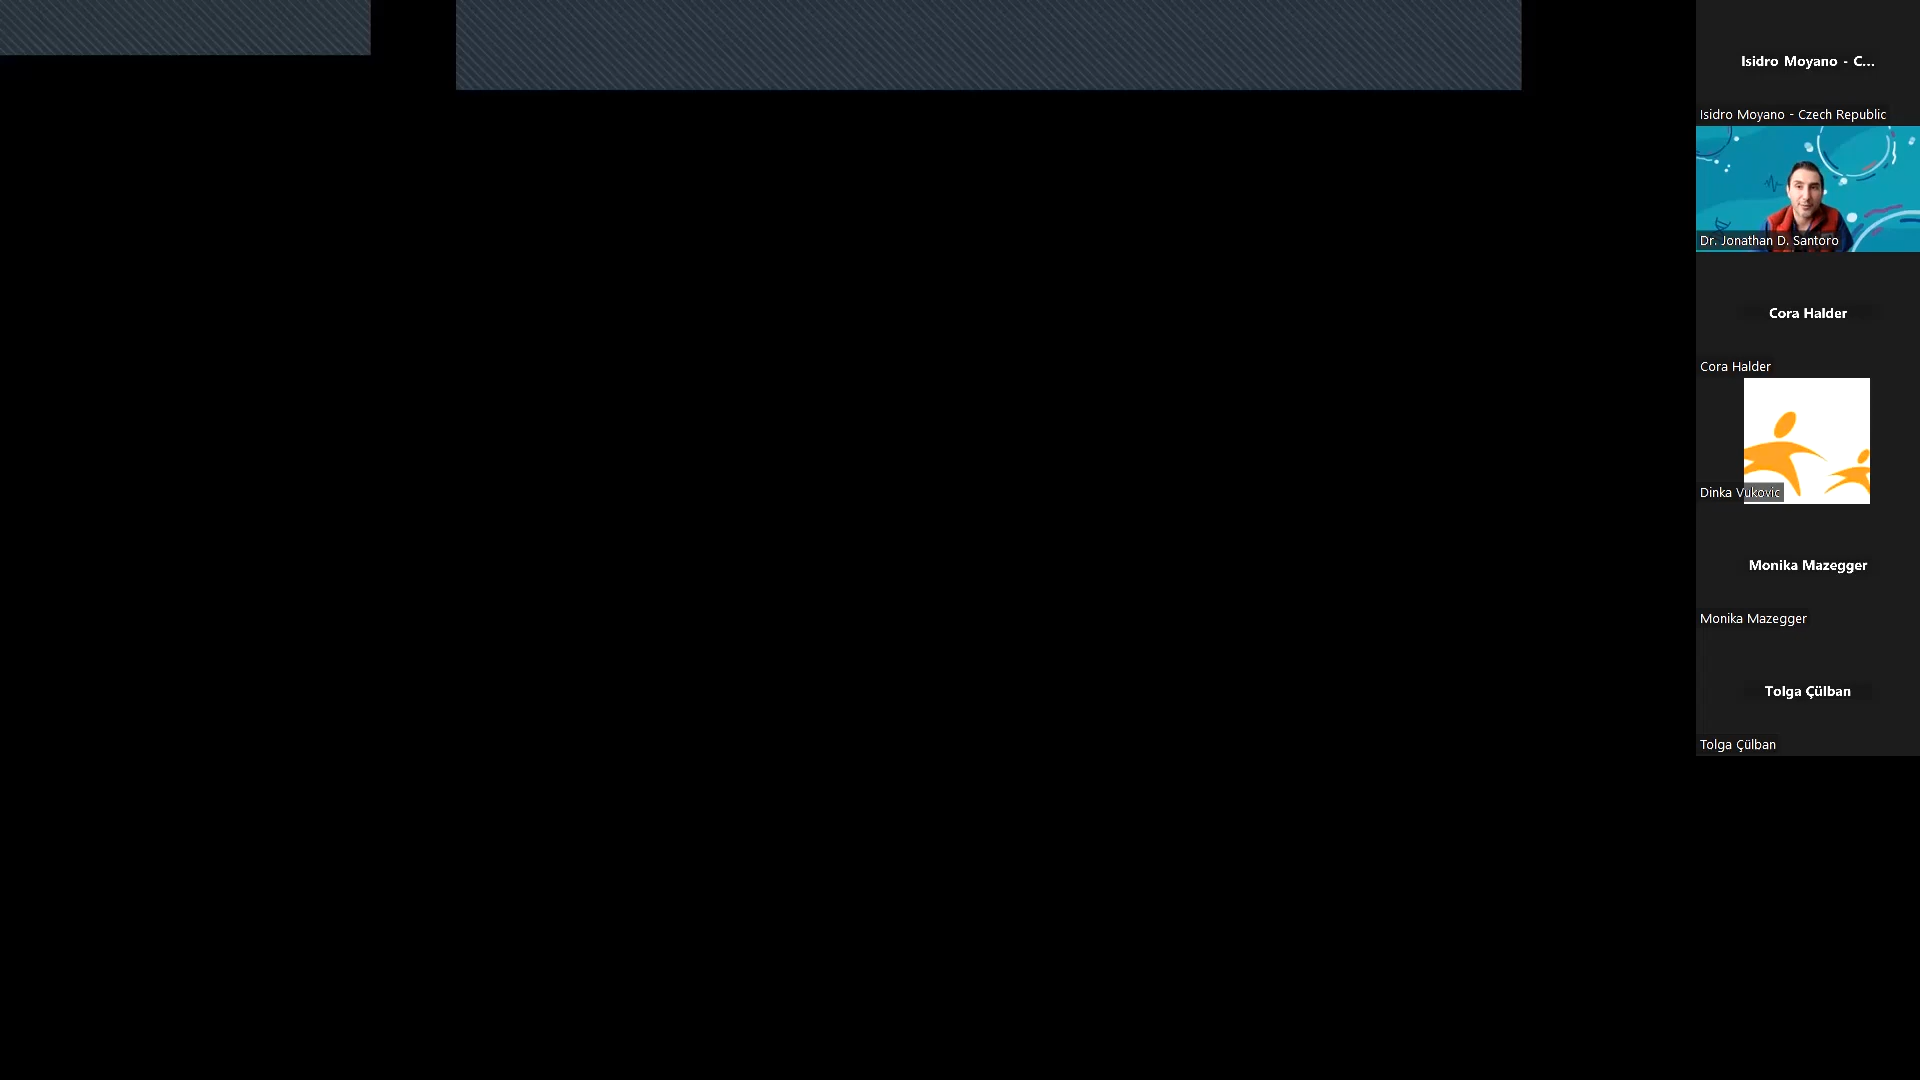 Isidro Moyano - C...
Isidro Moyano - Czech Republic
Dr. Jonathan D. Santoro
Cora Halder
Cora Halder
Dinka Vukovic
Monika Mazegger
Monika Mazegger
Tolga Çülban
Tolga Çülban